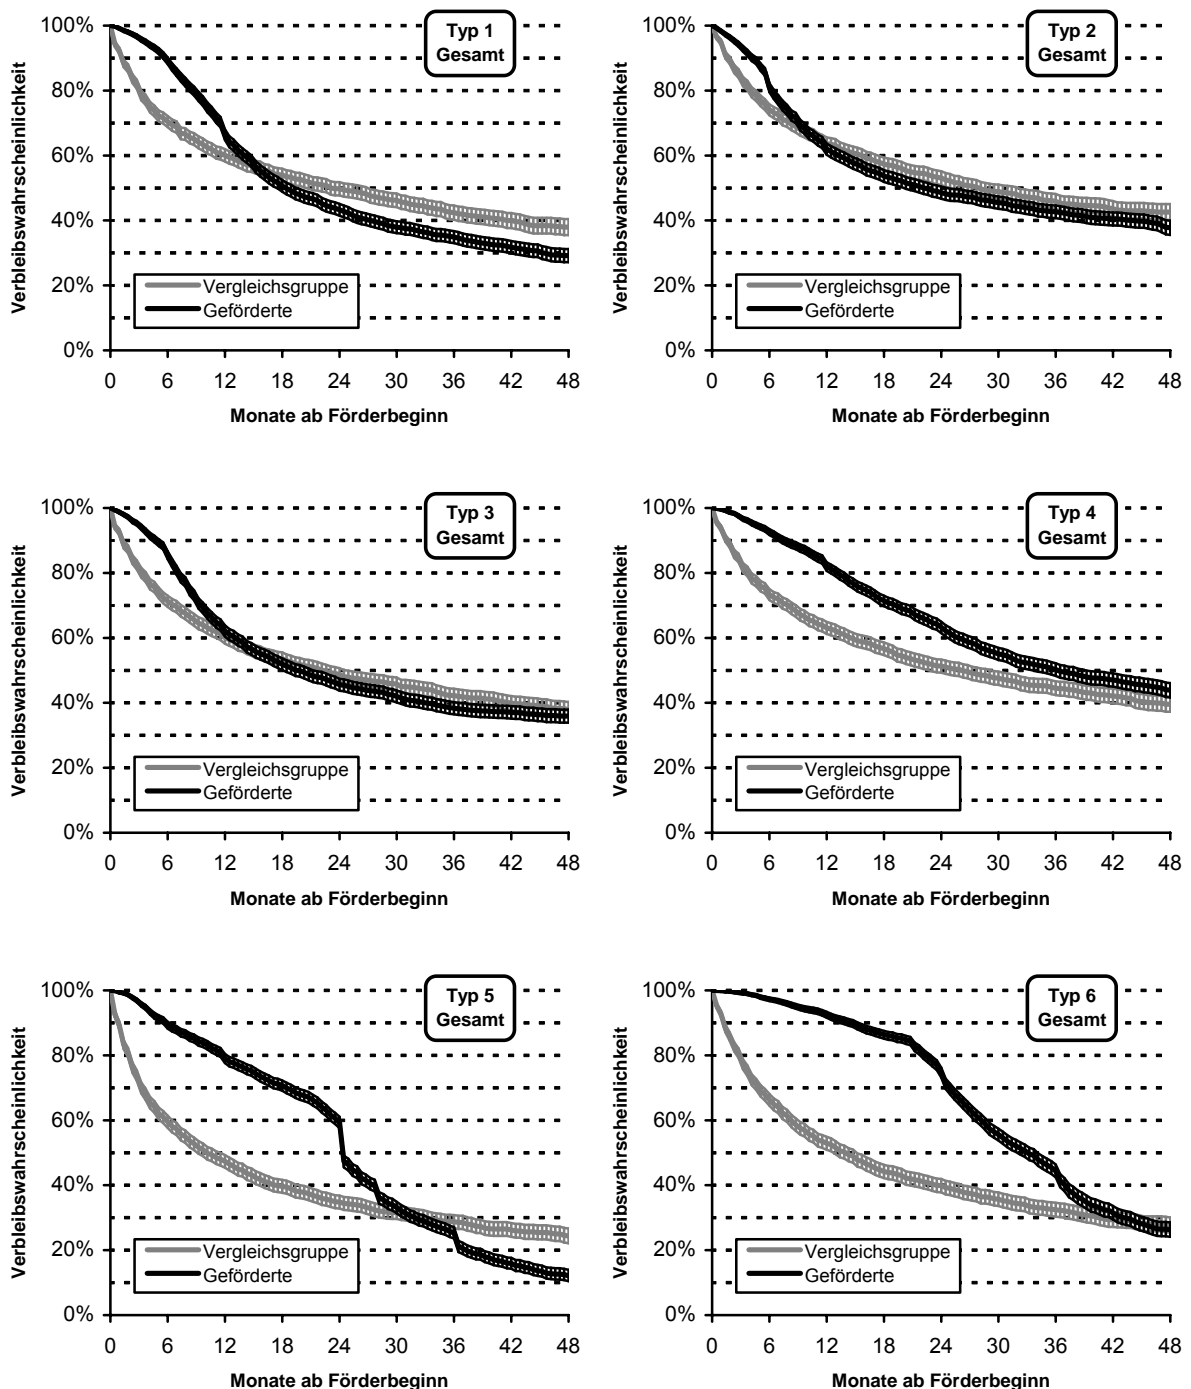 Typ 1
Gesamt
Verbleibswahrscheinlichkeit
100%
80%
60%
40%
20%
0%
Vergleichsgruppe
Geförderte
0 6 12 18 24 30 36 42 48
Monate ab Förderbeginn
Typ 2
Gesamt
Verbleibswahrscheinlichkeit
100%
80%
60%
40%
20%
0%
Vergleichsgruppe
Geförderte
0 6 12 18 24 30 36 42 48
Monate ab Förderbeginn
Typ 3
Gesamt
Verbleibswahrscheinlichkeit
100%
80%
60%
40%
20%
0%
Vergleichsgruppe
Geförderte
0 6 12 18 24 30 36 42 48
Monate ab Förderbeginn
Typ 4
Gesamt
Verbleibswahrscheinlichkeit
100%
80%
60%
40%
20%
0%
Vergleichsgruppe
Geförderte
0 6 12 18 24 30 36 42 48
Monate ab Förderbeginn
Typ 5
Gesamt
Verbleibswahrscheinlichkeit
100%
80%
60%
40%
20%
0%
Vergleichsgruppe
Geförderte
0 6 12 18 24 30 36 42 48
Monate ab Förderbeginn
Typ 6
Gesamt
Verbleibswahrscheinlichkeit
100%
80%
60%
40%
20%
0%
Vergleichsgruppe
Geförderte
0 6 12 18 24 30 36 42 48
Monate ab Förderbeginn